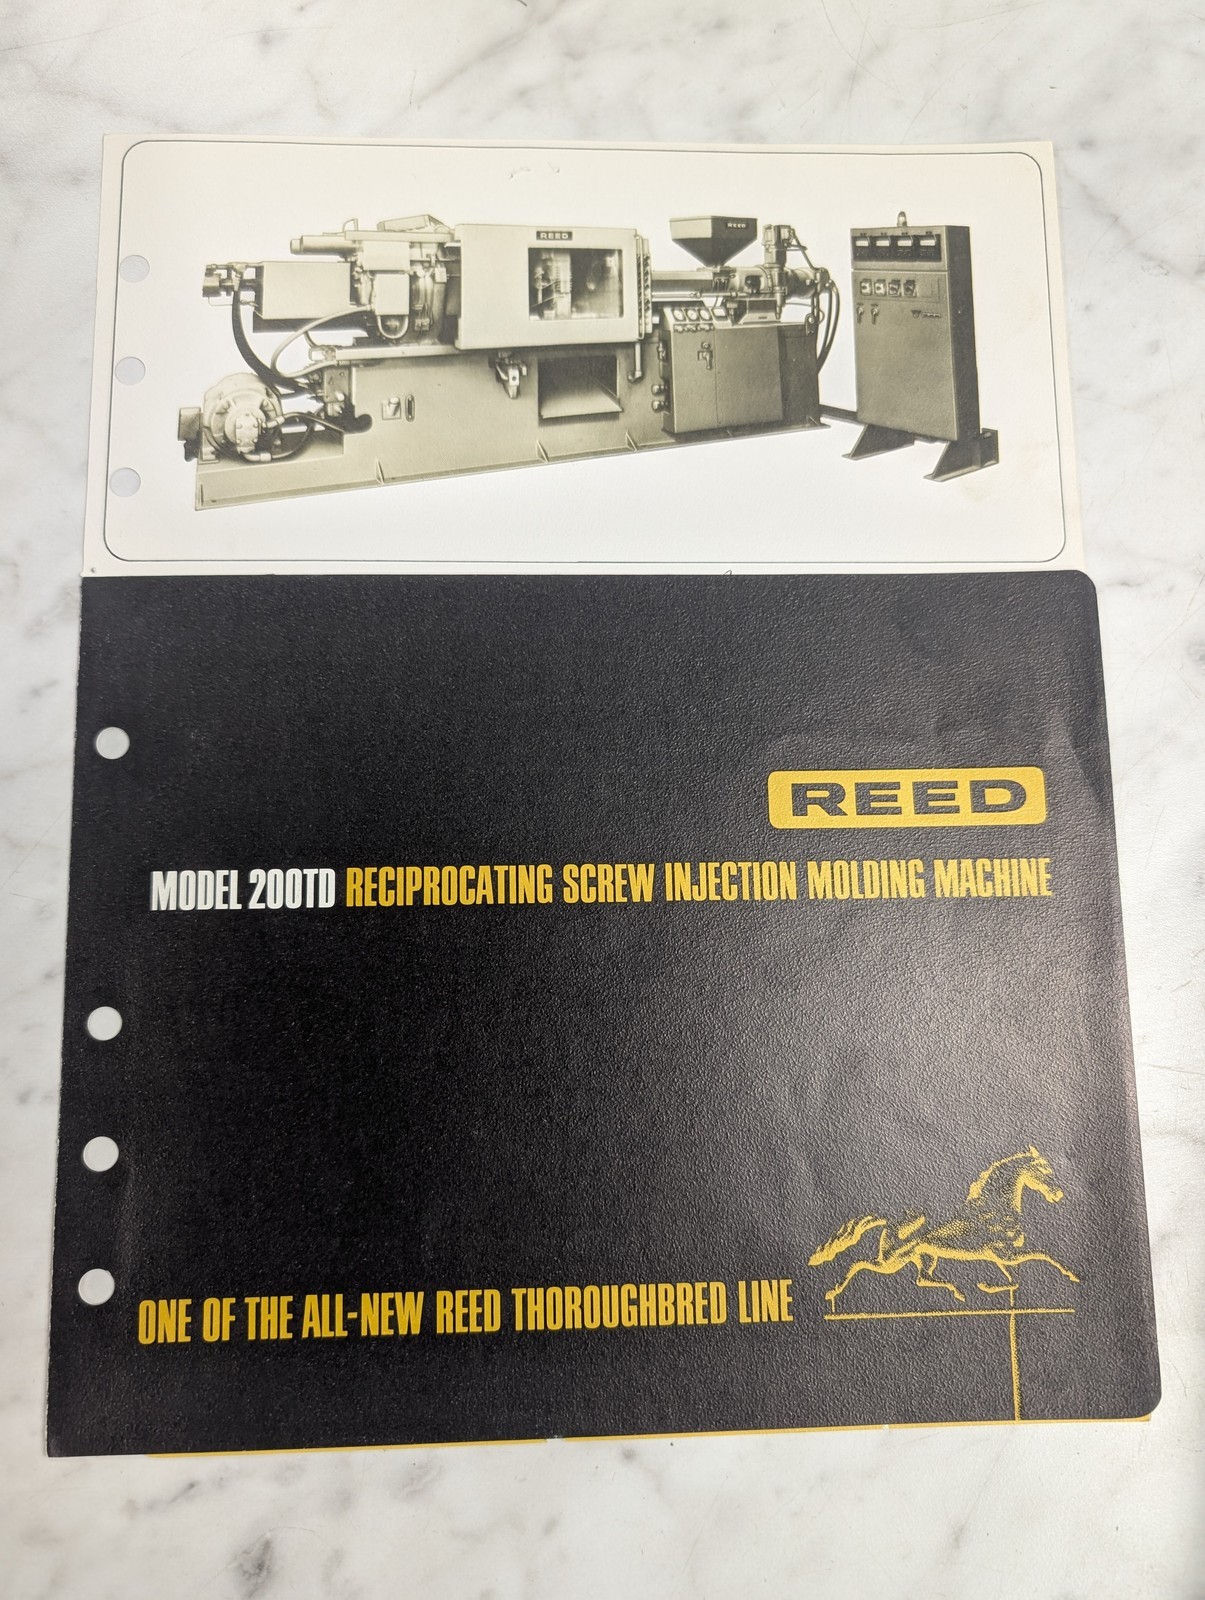 REED
REED
REED
MODEL 200TD RECIPROCATING SCREW INJECTION MOLDING MACHINE
ONE OF THE ALL-NEW REED THOROUGHBRED LINE